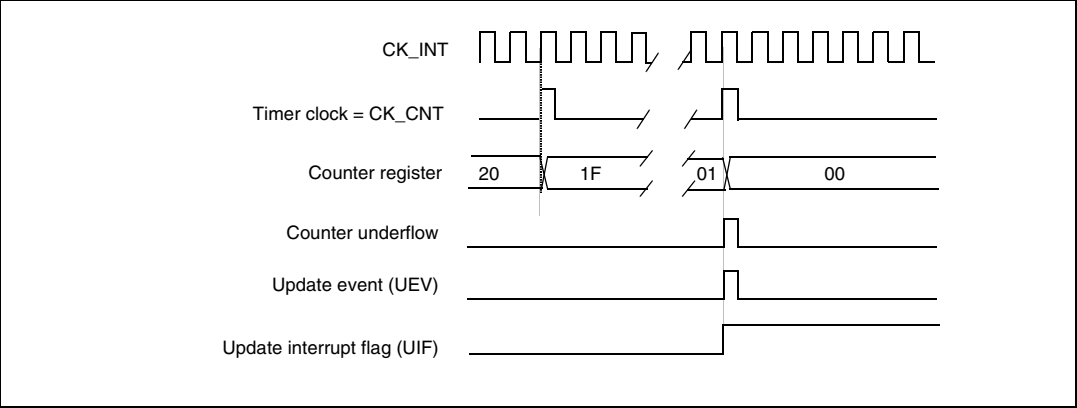 CK_INT
Timer clock = CK_CNT
Counter register 20 1F 01 00
Counter underflow
Update event (UEV)
Update interrupt flag (UIF)